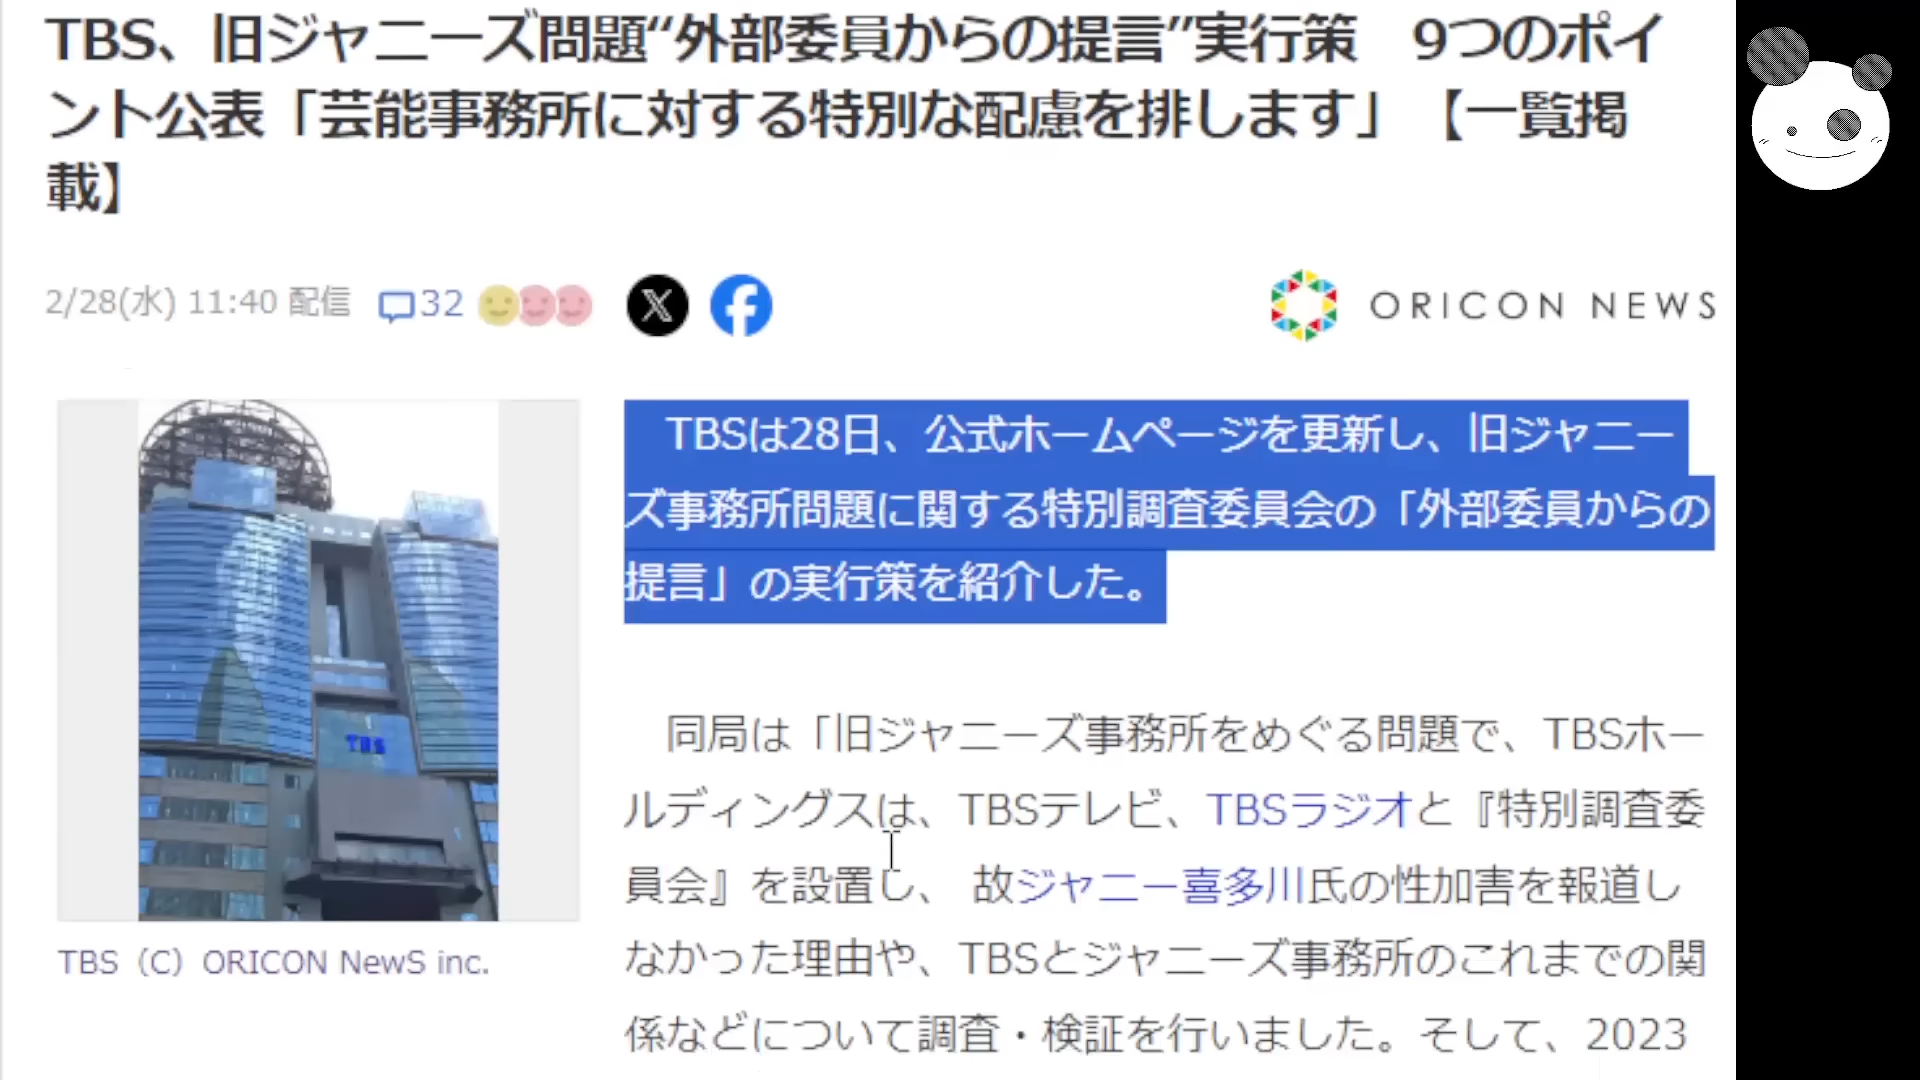 TBS、旧ジャニーズ問題“外部委員からの提言”実行策　9つのポイ
ント公表「芸能事務所に対する特別な配慮を排します」【一覧掲
載】
2/28(水) 11:40 配信 32
ORICON NEWS
TBSは28日、公式ホームページを更新し、旧ジャニー
ズ事務所問題に関する特別調査委員会の「外部委員からの
提言」の実行策を紹介した。
TBS
TBS（C）ORICON NewS inc.
同局は「旧ジャニーズ事務所をめぐる問題で、TBSホー
ルディングスは、TBSテレビ、TBSラジオと『特別調査委
員会』を設置し、 故ジャニー喜多川氏の性加害を報道し
なかった理由や、TBSとジャニーズ事務所のこれまでの関
係などについて調査・検証を行いました。そして、2023